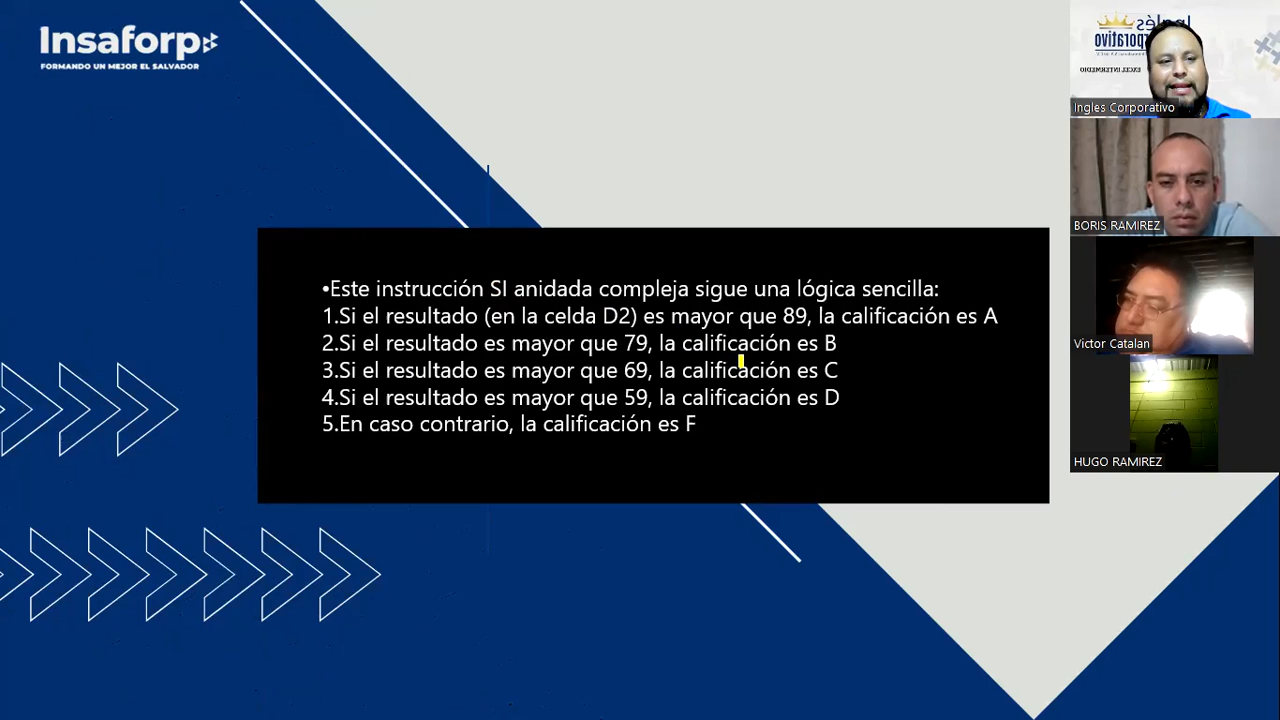 Insaforp
FORMANDO UN MEJOR EL SALVADOR
•Este instrucción SI anidada compleja sigue una lógica sencilla:
1.Si el resultado (en la celda D2) es mayor que 89, la calificación es A
2.Si el resultado es mayor que 79, la calificación es B
3.Si el resultado es mayor que 69, la calificación es C
4.Si el resultado es mayor que 59, la calificación es D
5.En caso contrario, la calificación es F
Inglés
EXCEL INTERMEDIO
Ingles Corporativo
BORIS RAMIREZ
Victor Catalan
HUGO RAMIREZ